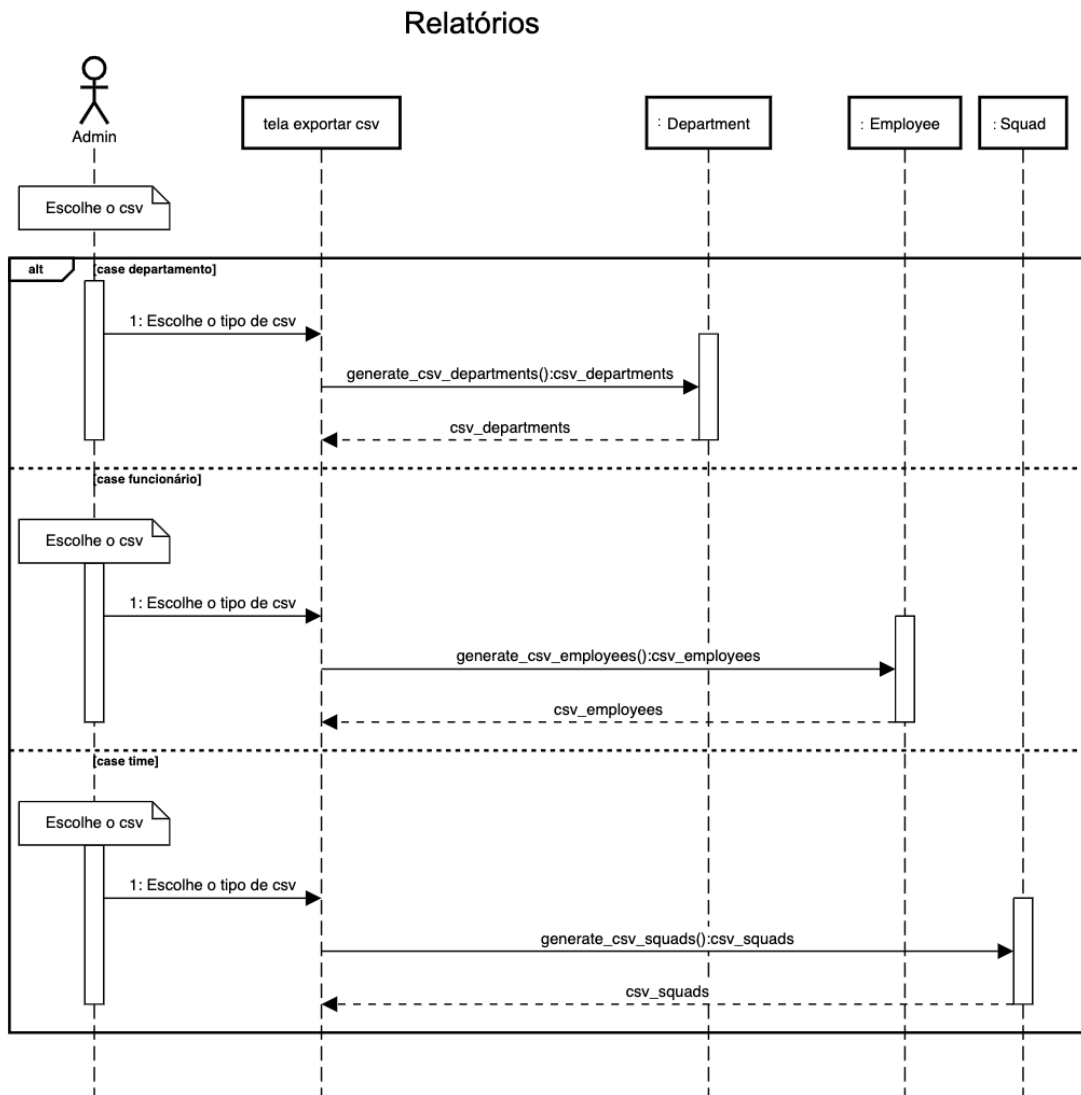 Relatórios
Admin
tela exportar csv
: Department
: Employee
: Squad
Escolhe o csv
alt
[case departamento]
1: Escolhe o tipo de csv
generate_csv_departments():csv_departments
csv_departments
[case funcionário]
Escolhe o csv
1: Escolhe o tipo de csv
generate_csv_employees():csv_employees
csv_employees
[case time]
Escolhe o csv
1: Escolhe o tipo de csv
generate_csv_squads():csv_squads
csv_squads